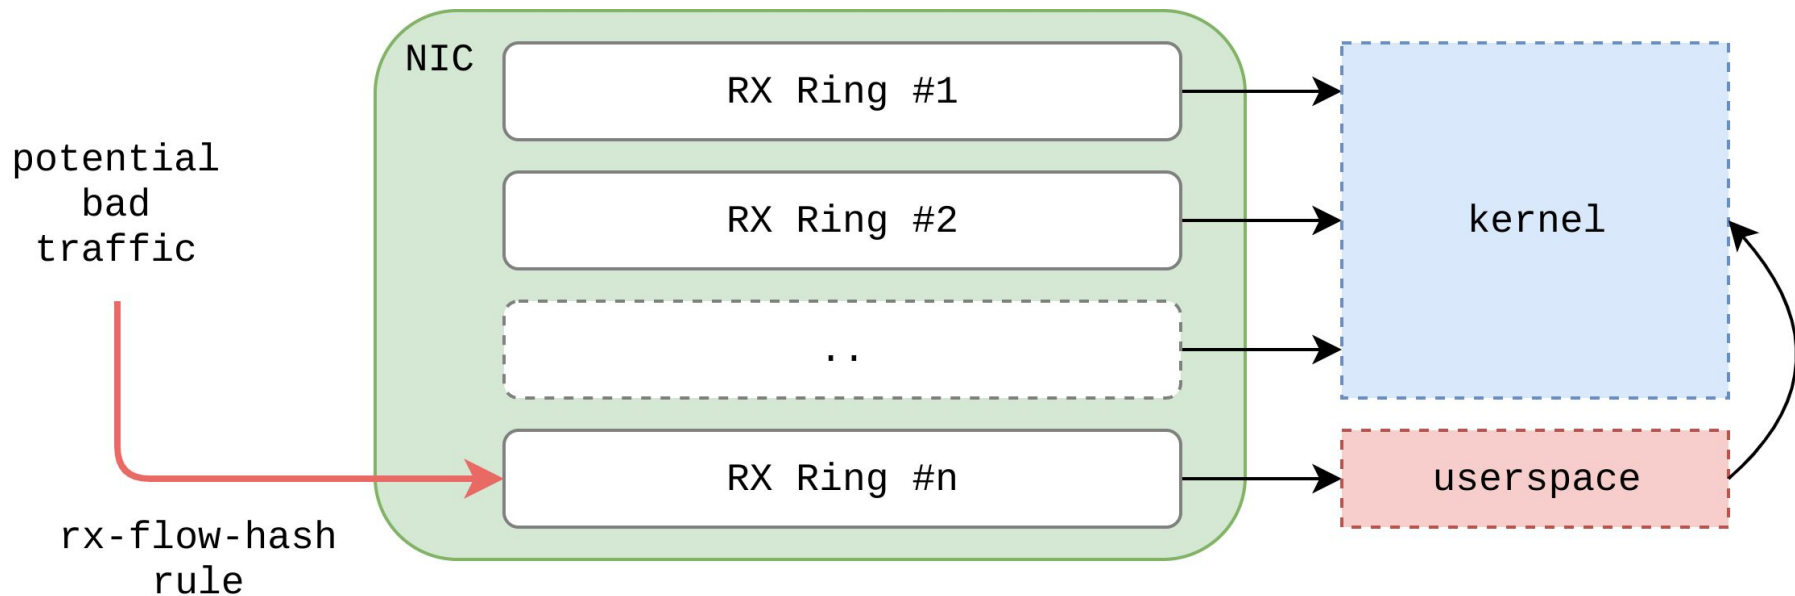 NIC
RX Ring #1
RX Ring #2
..
RX Ring #n
potential
bad
traffic
rx-flow-hash
rule
kernel
userspace